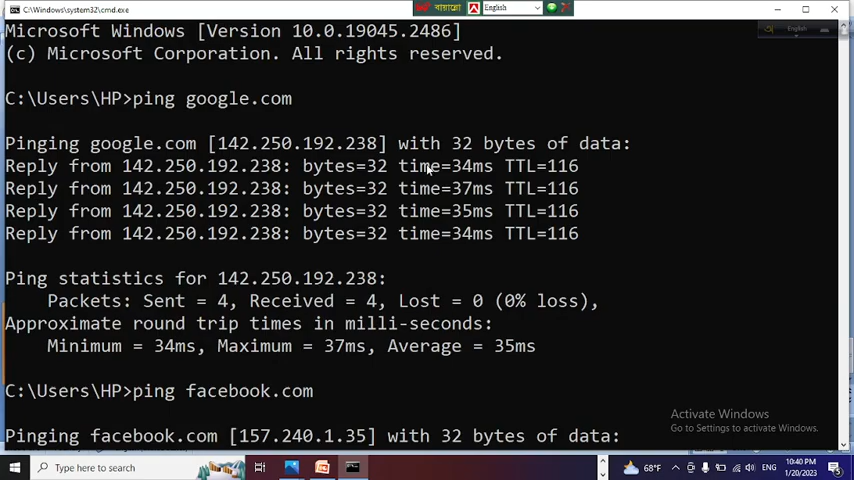 C:\Windows\system32\cmd.exe
বায়ান্নো
English
Microsoft Windows [Version 10.0.19045.2486]
(c) Microsoft Corporation. All rights reserved.
English
C:\Users\HP>ping google.com
Pinging google.com [142.250.192.238] with 32 bytes of data:
Reply from 142.250.192.238: bytes=32 time=34ms TTL=116
Reply from 142.250.192.238: bytes=32 time=37ms TTL=116
Reply from 142.250.192.238: bytes=32 time=35ms TTL=116
Reply from 142.250.192.238: bytes=32 time=34ms TTL=116
Ping statistics for 142.250.192.238:
Packets: Sent = 4, Received = 4, Lost = 0 (0% loss),
Approximate round trip times in milli-seconds:
Minimum = 34ms, Maximum = 37ms, Average = 35ms
C:\Users\HP>ping facebook.com
Pinging facebook.com [157.240.1.35] with 32 bytes of data:
Activate Windows
Go to Settings to activate Windows.
Type here to search
68°F
ENG
10:40 PM
1/20/2023